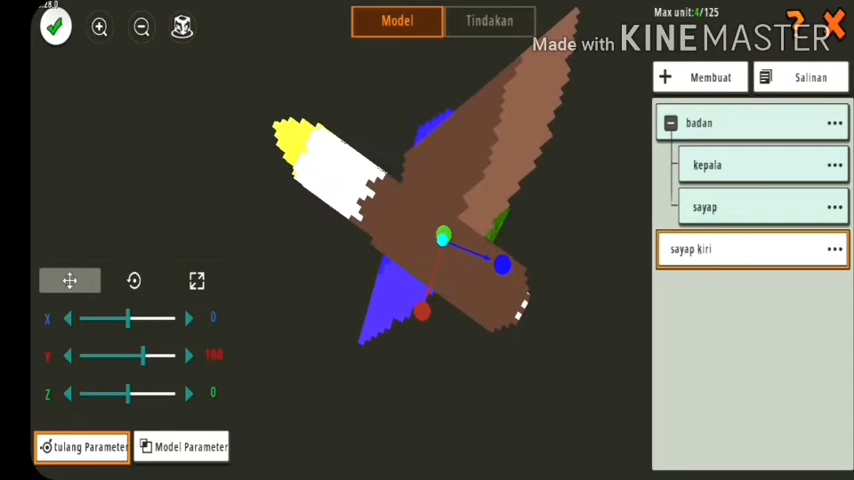 Model
Tindakan
Max unit:4/125
?
Made with KINEMASTER
+ Membuat
Salinan
badan
kepala
sayap
sayap kiri
X 0
Y 100
Z 0
tulang Parameter
Model Parameter